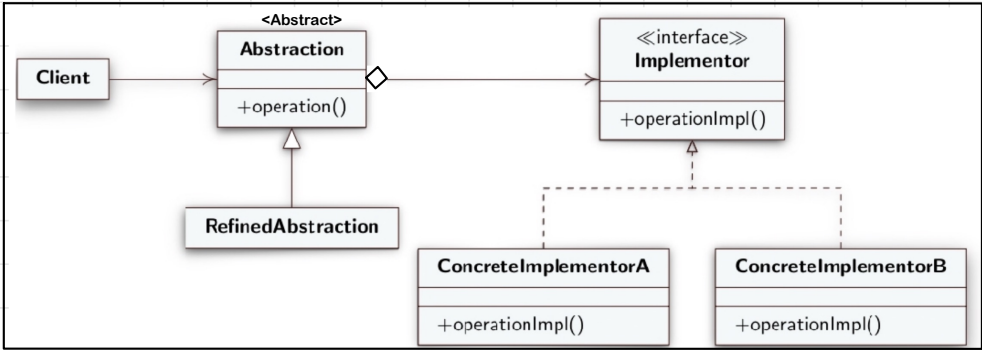 <Abstract>
Abstraction
+operation()
Client
≪interface≫
Implementor
+operationImpl()
RefinedAbstraction
ConcreteImplementorA
+operationImpl()
ConcreteImplementorB
+operationImpl()